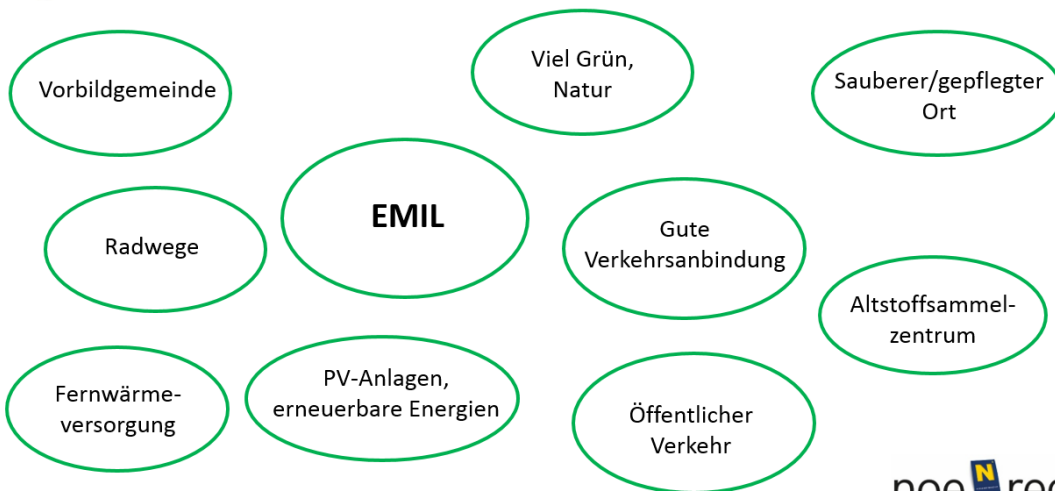 Vorbildgemeinde
Viel Grün,
Natur
Sauberer/gepflegter
Ort
EMIL
Radwege
Gute
Verkehrsanbindung
Altstoffsammel-
zentrum
Fernwärme-
versorgung
PV-Anlagen,
erneuerbare Energien
Öffentlicher
Verkehr
N